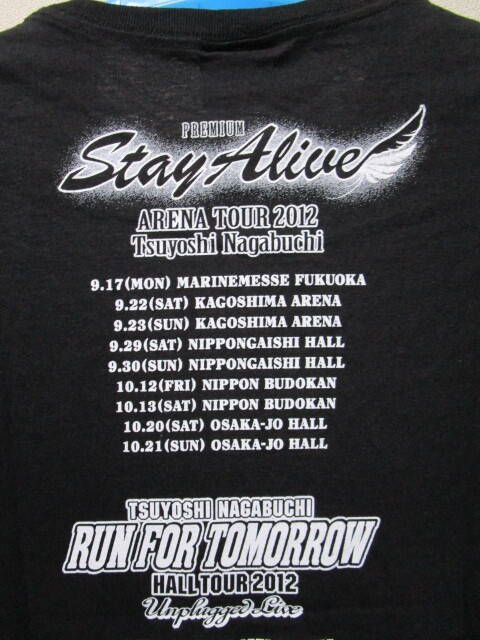 PREMIUM
Stay Alive
ARENA TOUR 2012
Tsuyoshi Nagabuchi
9.17(MON) MARINEMESSE FUKUOKA
9.22(SAT) KAGOSHIMA ARENA
9.23(SUN) KAGOSHIMA ARENA
9.29(SAT) NIPPONGAISHI HALL
9.30(SUN) NIPPONGAISHI HALL
10.12(FRI) NIPPON BUDOKAN
10.13(SAT) NIPPON BUDOKAN
10.20(SAT) OSAKA-JO HALL
10.21(SUN) OSAKA-JO HALL
TSUYOSHI NAGABUCHI
RUN FOR TOMORROW
HALL TOUR 2012
Unplugged Live